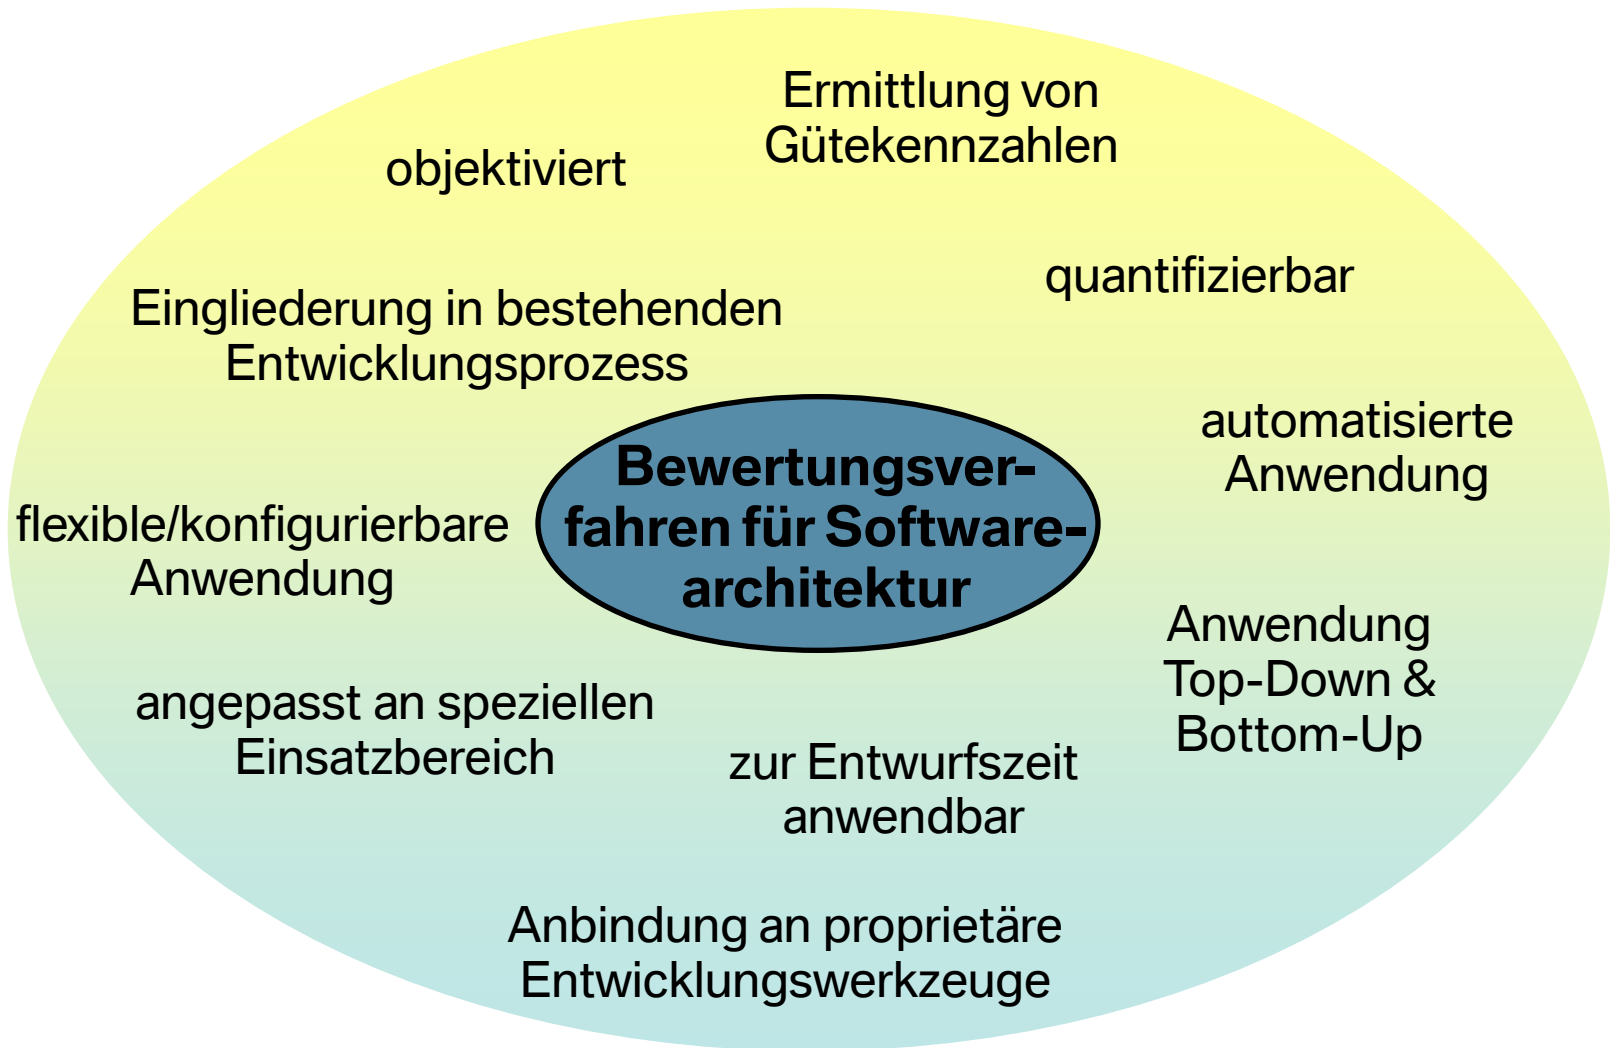 Ermittlung von
Gütekennzahlen
objektiviert
quantifizierbar
Eingliederung in bestehenden
Entwicklungsprozess
automatisierte
Anwendung
Bewertungsver-
fahren für Software-
architektur
flexible/konfigurierbare
Anwendung
Anwendung
Top-Down &
Bottom-Up
angepasst an speziellen
Einsatzbereich
zur Entwurfszeit
anwendbar
Anbindung an proprietäre
Entwicklungswerkzeuge